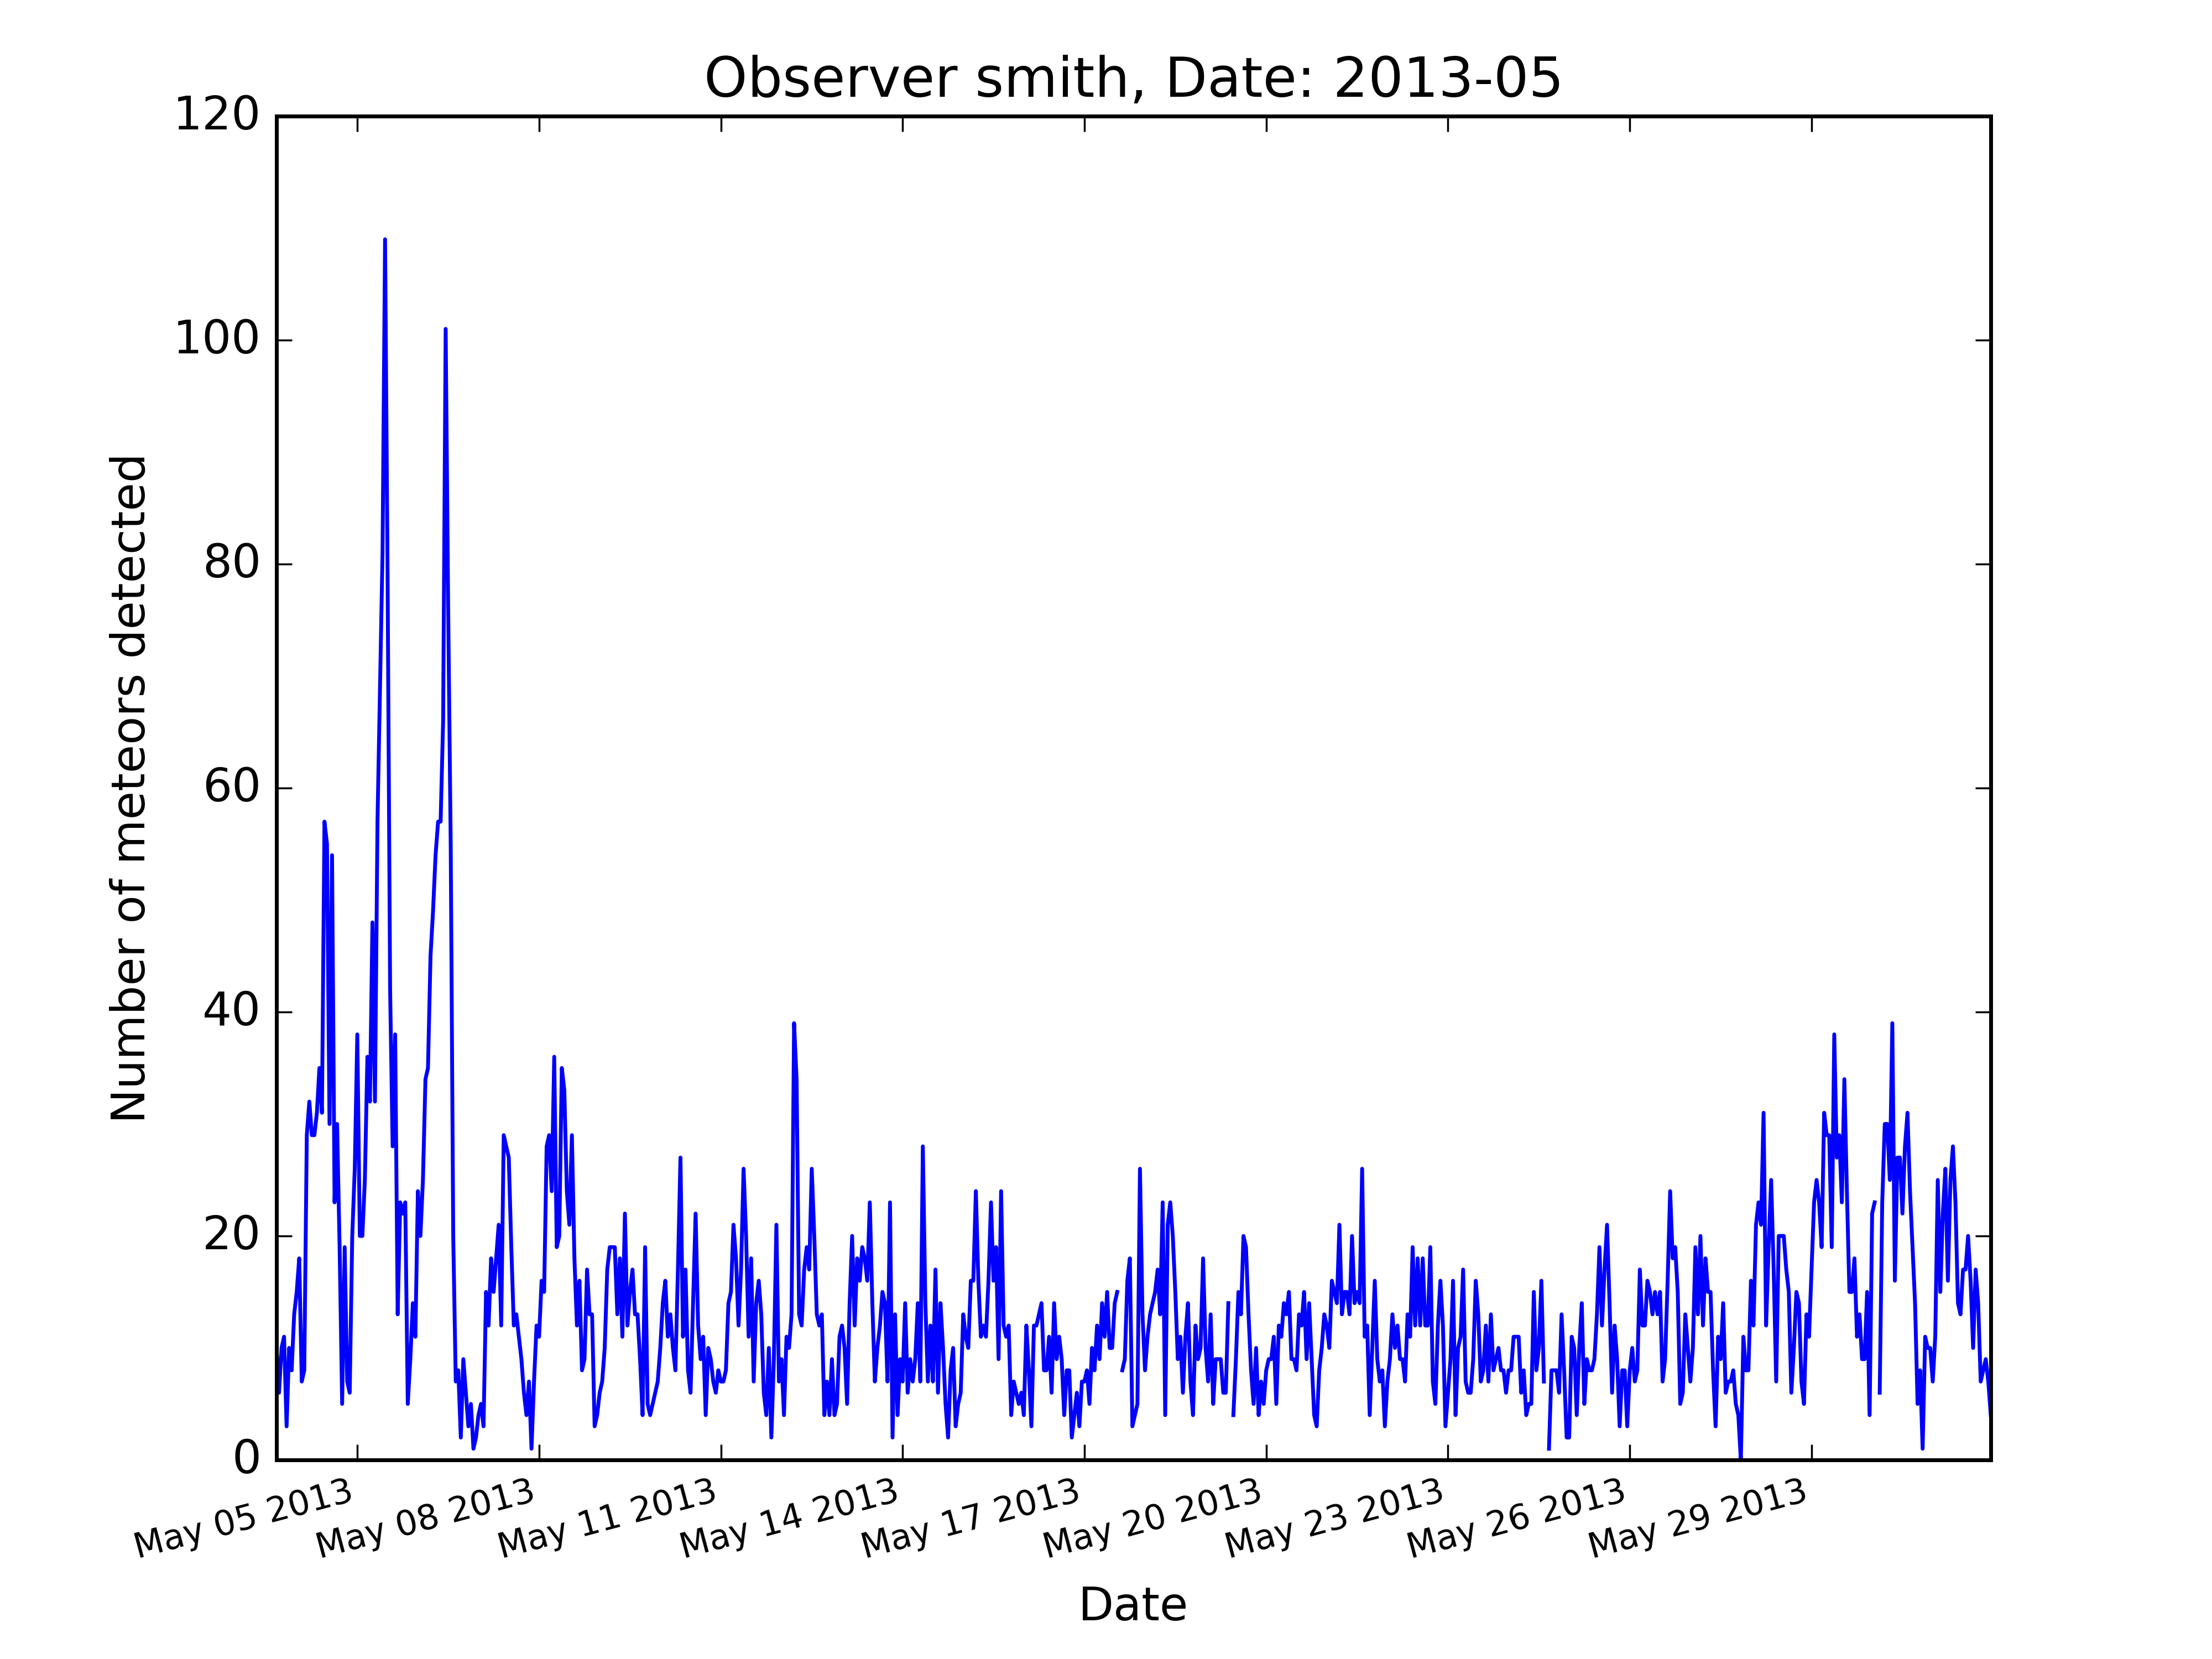 Observer smith, Date: 2013-05
120
100
80
60
40
20
0
Number of meteors detected
May 05 2013
May 08 2013
May 11 2013
May 14 2013
May 17 2013
May 20 2013
May 23 2013
May 26 2013
May 29 2013
Date